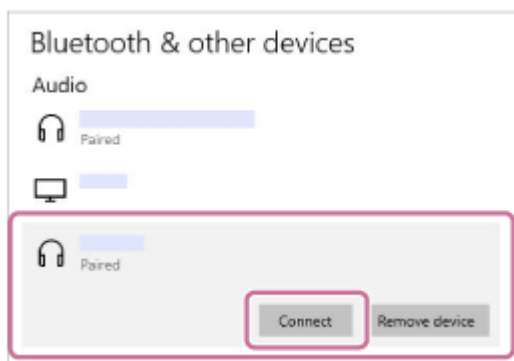 Bluetooth & other devices
Audio
Paired
Paired
Connect Remove device